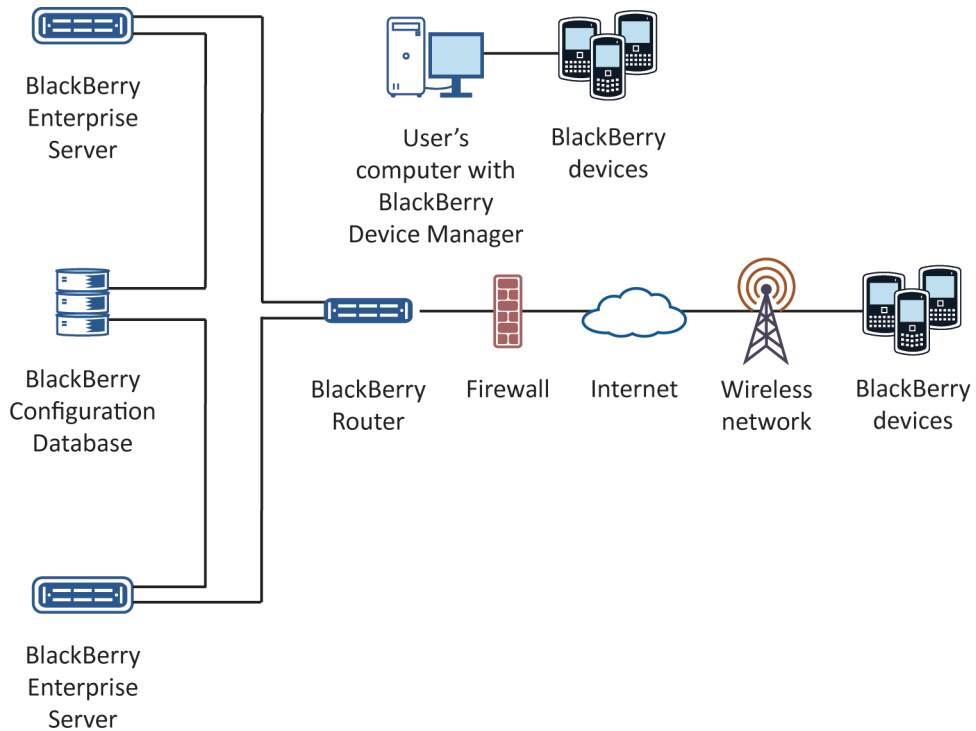 BlackBerry
Enterprise
Server
User's
computer with
BlackBerry
Device Manager
BlackBerry
devices
BlackBerry
Configuration
Database
BlackBerry
Router
Firewall
Internet
Wireless
network
BlackBerry
devices
BlackBerry
Enterprise
Server